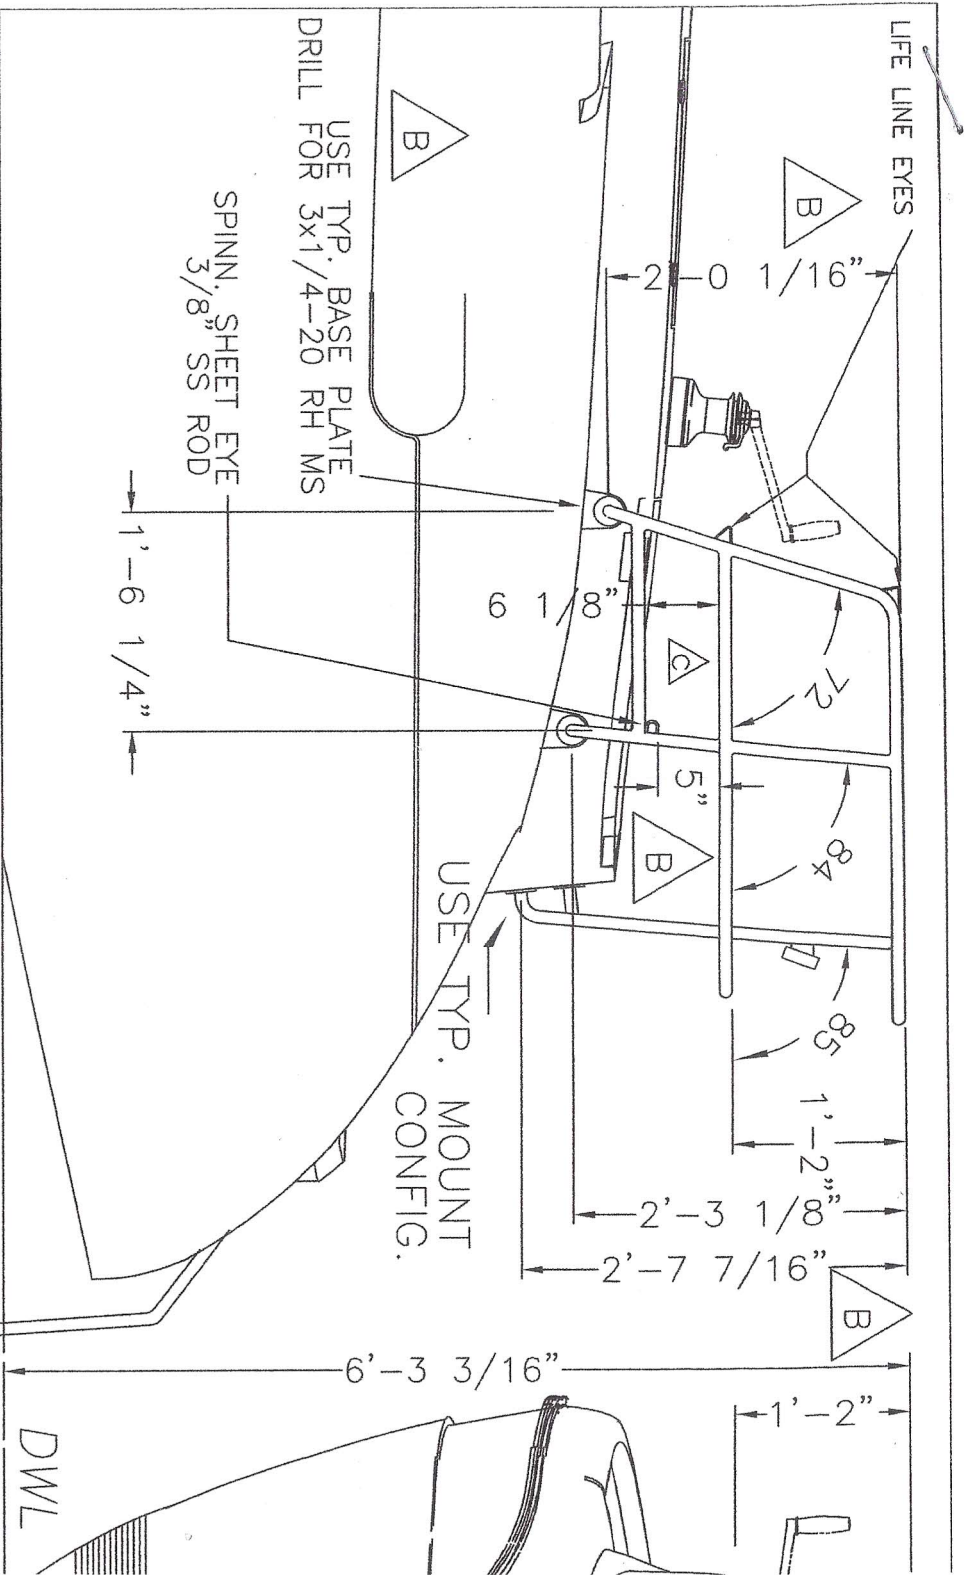 LIFE LINE EYES
B
2'-0 1/16"
B
DRILL FOR 3x1/4-20 RH MS
USE TYP. BASE PLATE
SPINN. SHEET EYE
3/8" SS ROD
1'-6 1/4"
6 1/8"
C
72
5"
B
84
85
USE TYP. MOUNT
CONFIG.
1'-2"
2'-3 1/8"
2'-7 7/16"
B
6'-3 3/16"
1'-2"
DWL